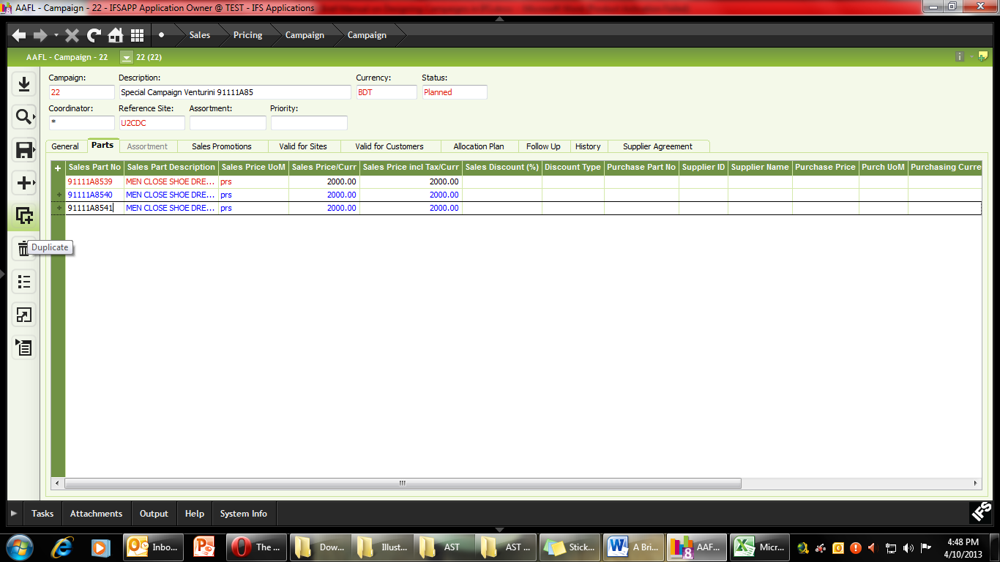 AAFL - Campaign - 22 - IFSAPP Application Owner @ TEST - IFS Applications
Sales Pricing Campaign Campaign
AAFL - Campaign - 22 22 (22)
Campaign: Description: Currency: Status:
22 Special Campaign Venturini 91111A85 BDT Planned
Coordinator: Reference Site: Assortment: Priority:
* U2CDC
General Parts Assortment Sales Promotions Valid for Sites Valid for Customers Allocation Plan Follow Up History Supplier Agreement
Sales Part No Sales Part Description Sales Price UoM Sales Price/Curr Sales Price incl Tax/Curr Sales Discount (%) Discount Type Purchase Part No Supplier ID Supplier Name Purchase Price Purch UoM Purchasing Curre
91111A8539 MEN CLOSE SHOE DRE... prs 2000.00 2000.00
91111A8540 MEN CLOSE SHOE DRE... prs 2000.00 2000.00
91111A8541 MEN CLOSE SHOE DRE... prs 2000.00 2000.00
Duplicate
Tasks Attachments Output Help System Info
IFS
Inbo... The ... Dow... Illust... AST AST ... Stick... A Bri... AAF... Micr...
4:48 PM
4/10/2013